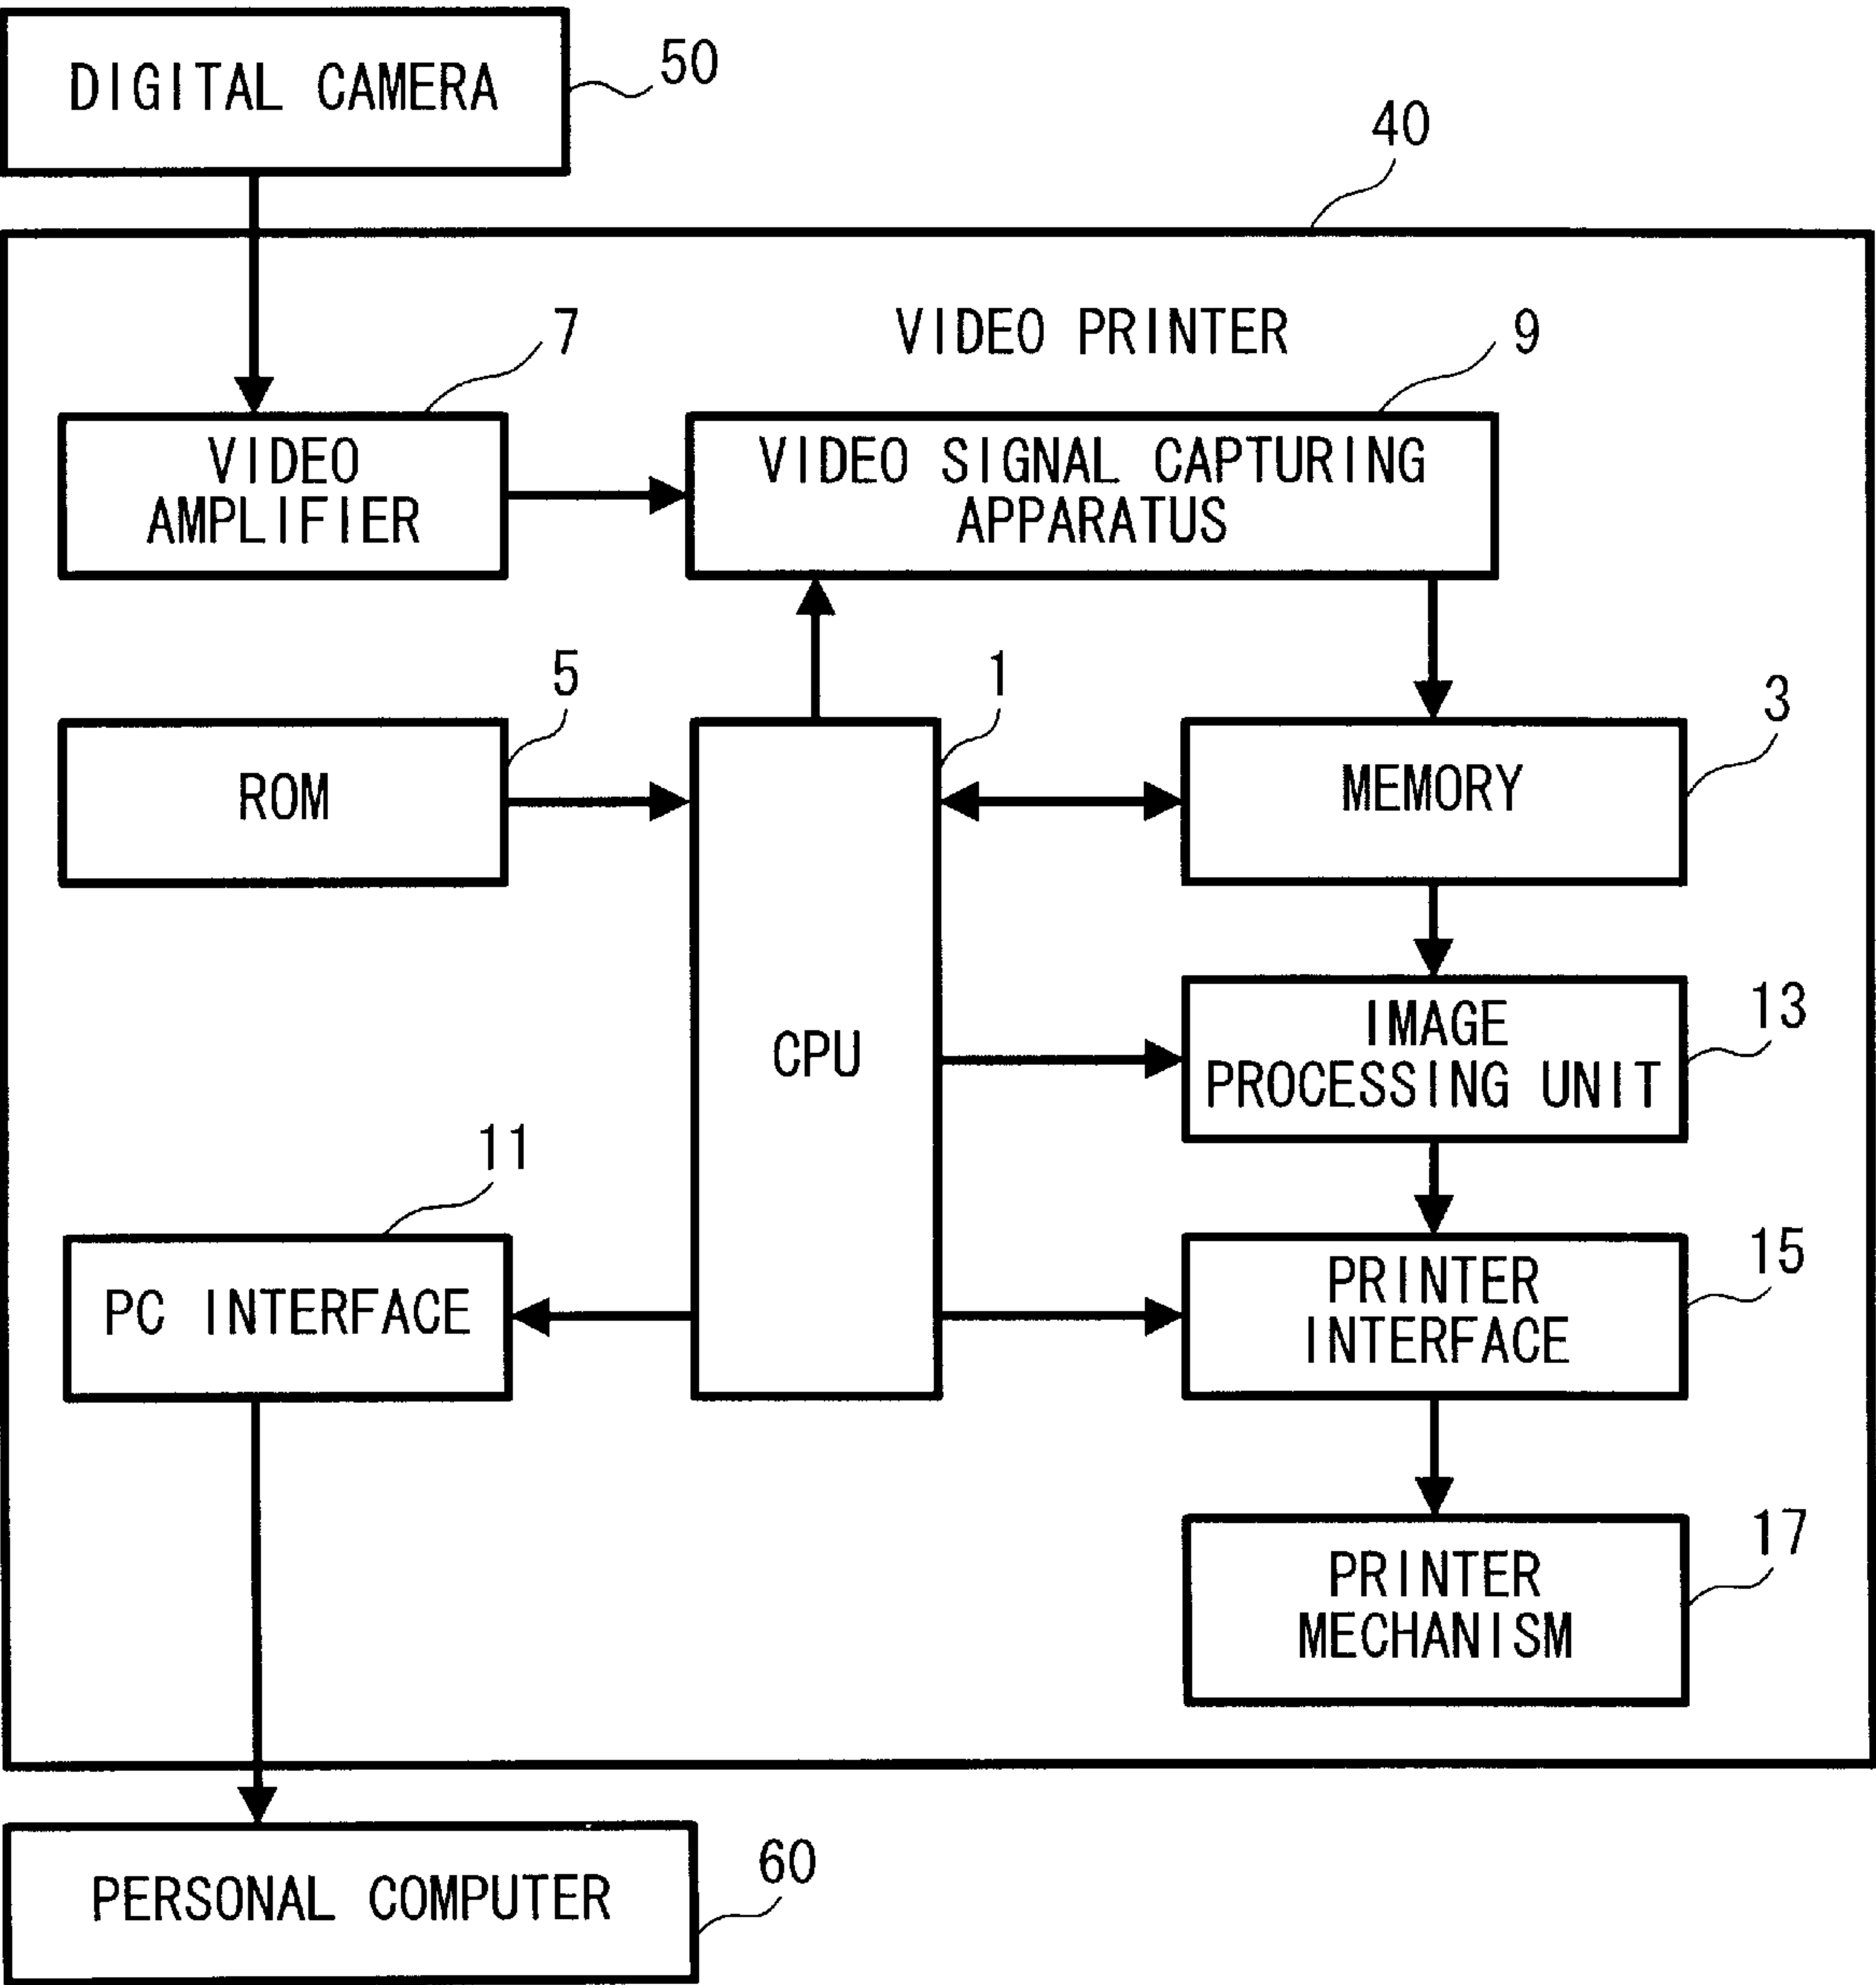 DIGITAL CAMERA
50
40
VIDEO PRINTER
7
9
VIDEO
AMPLIFIER
VIDEO SIGNAL CAPTURING
APPARATUS
5
1
3
ROM
MEMORY
CPU
IMAGE
PROCESSING UNIT
13
11
PC INTERFACE
PRINTER
INTERFACE
15
PRINTER
MECHANISM
17
PERSONAL COMPUTER
60